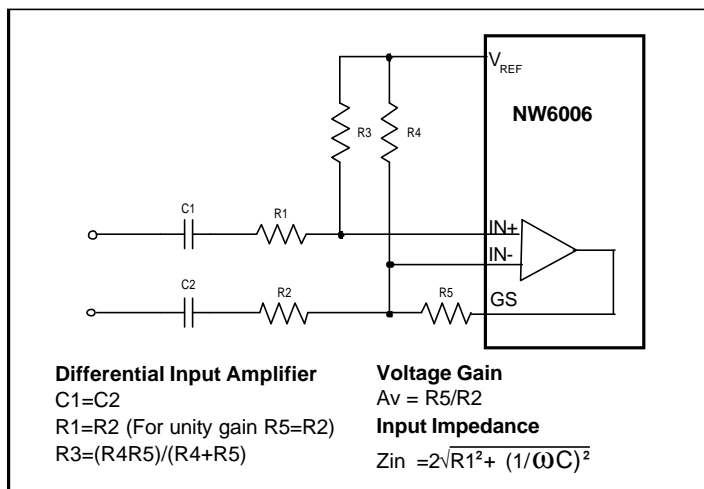 V_REF
NW6006
R3
R4
C1
R1
IN+
IN-
C2
R2
R5
GS
Differential Input Amplifier
C1=C2
R1=R2 (For unity gain R5=R2)
R3=(R4R5)/(R4+R5)
Voltage Gain
Av = R5/R2
Input Impedance
Zin =2√R1²+ (1/ωC)²